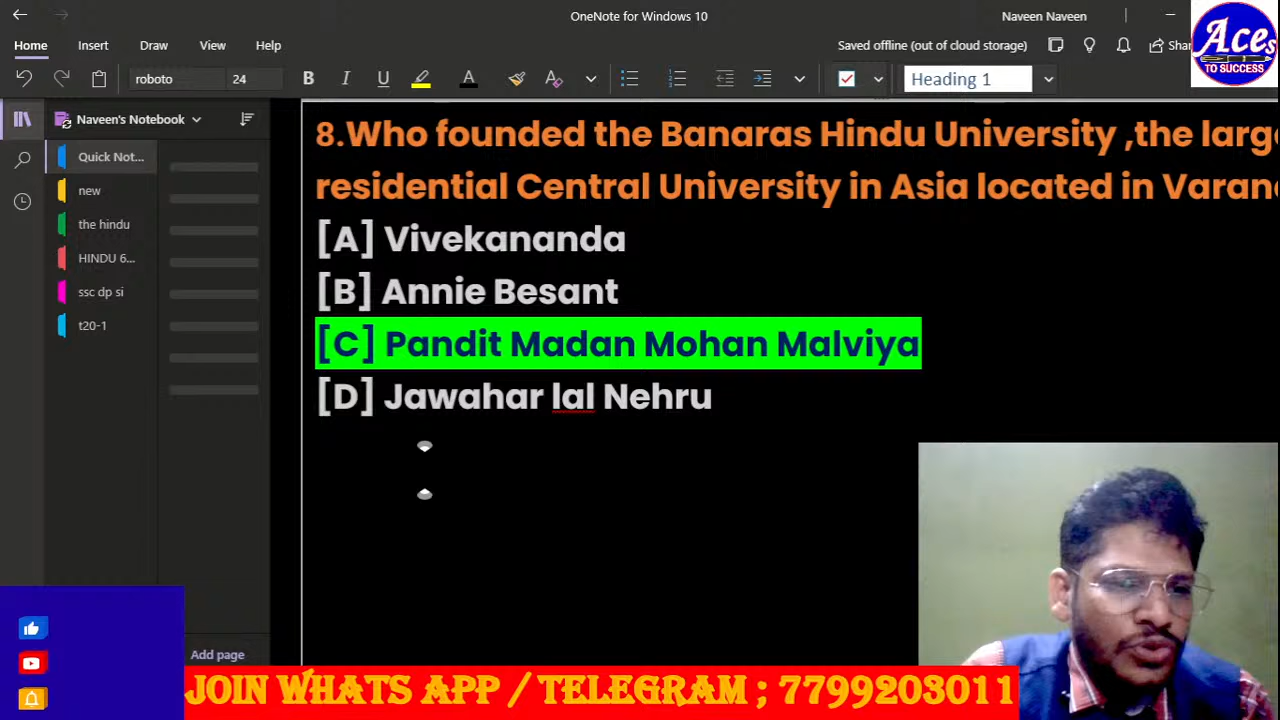 OneNote for Windows 10
Naveen Naveen
Home
Insert
Draw
View
Help
Saved offline (out of cloud storage)
Aces
TO SUCCESS
roboto
24
B
I
U
A
Heading 1
Naveen's Notebook
Quick Not...
new
the hindu
HINDU 6...
ssc dp si
t20-1
Add page
8.Who founded the Banaras Hindu University ,the
residential Central University in Asia located in
[A] Vivekananda
[B] Annie Besant
[C] Pandit Madan Mohan Malviya
[D] Jawahar lal Nehru
JOIN WHATS APP / TELEGRAM ; 7799203011